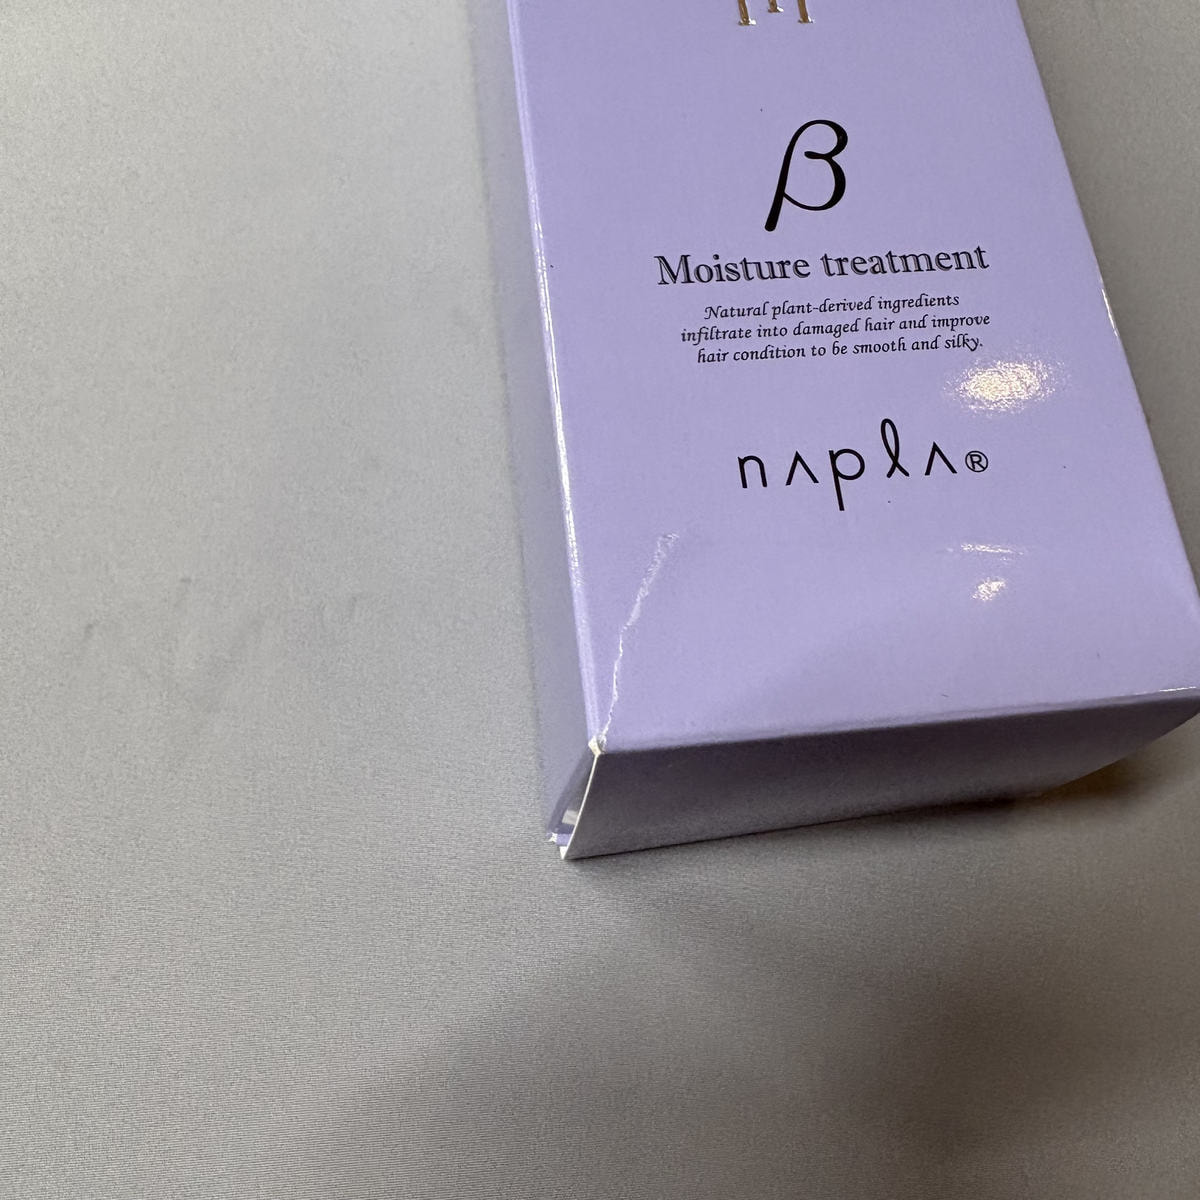 β
Moisture treatment
Natural plant-derived ingredients
infiltrate into damaged hair and improve
hair condition to be smooth and silky.
napla®